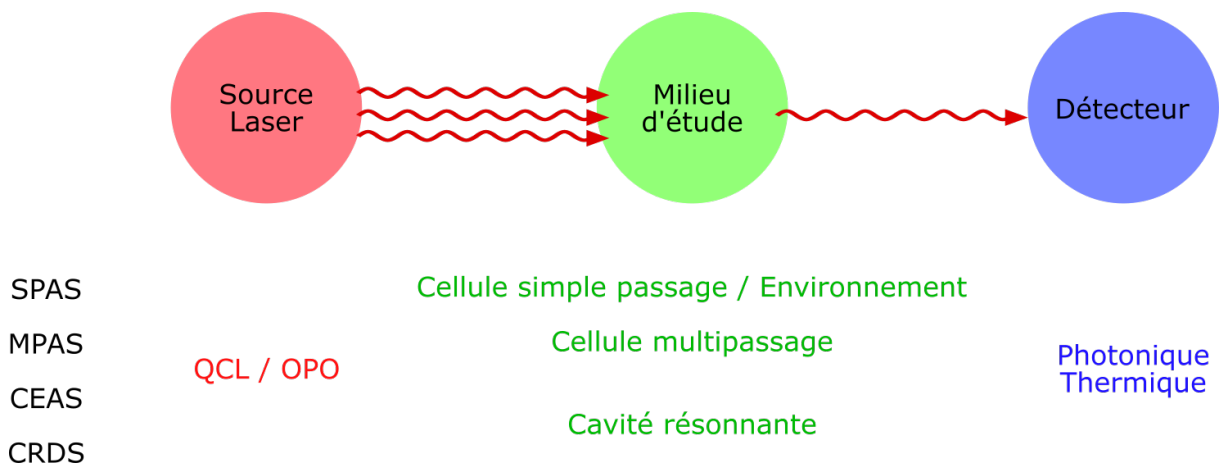 Source
Laser
Milieu
d'étude
Détecteur
SPAS
Cellule simple passage / Environnement
MPAS
Cellule multipassage
QCL / OPO
Photonique
Thermique
CEAS
Cavité résonnante
CRDS